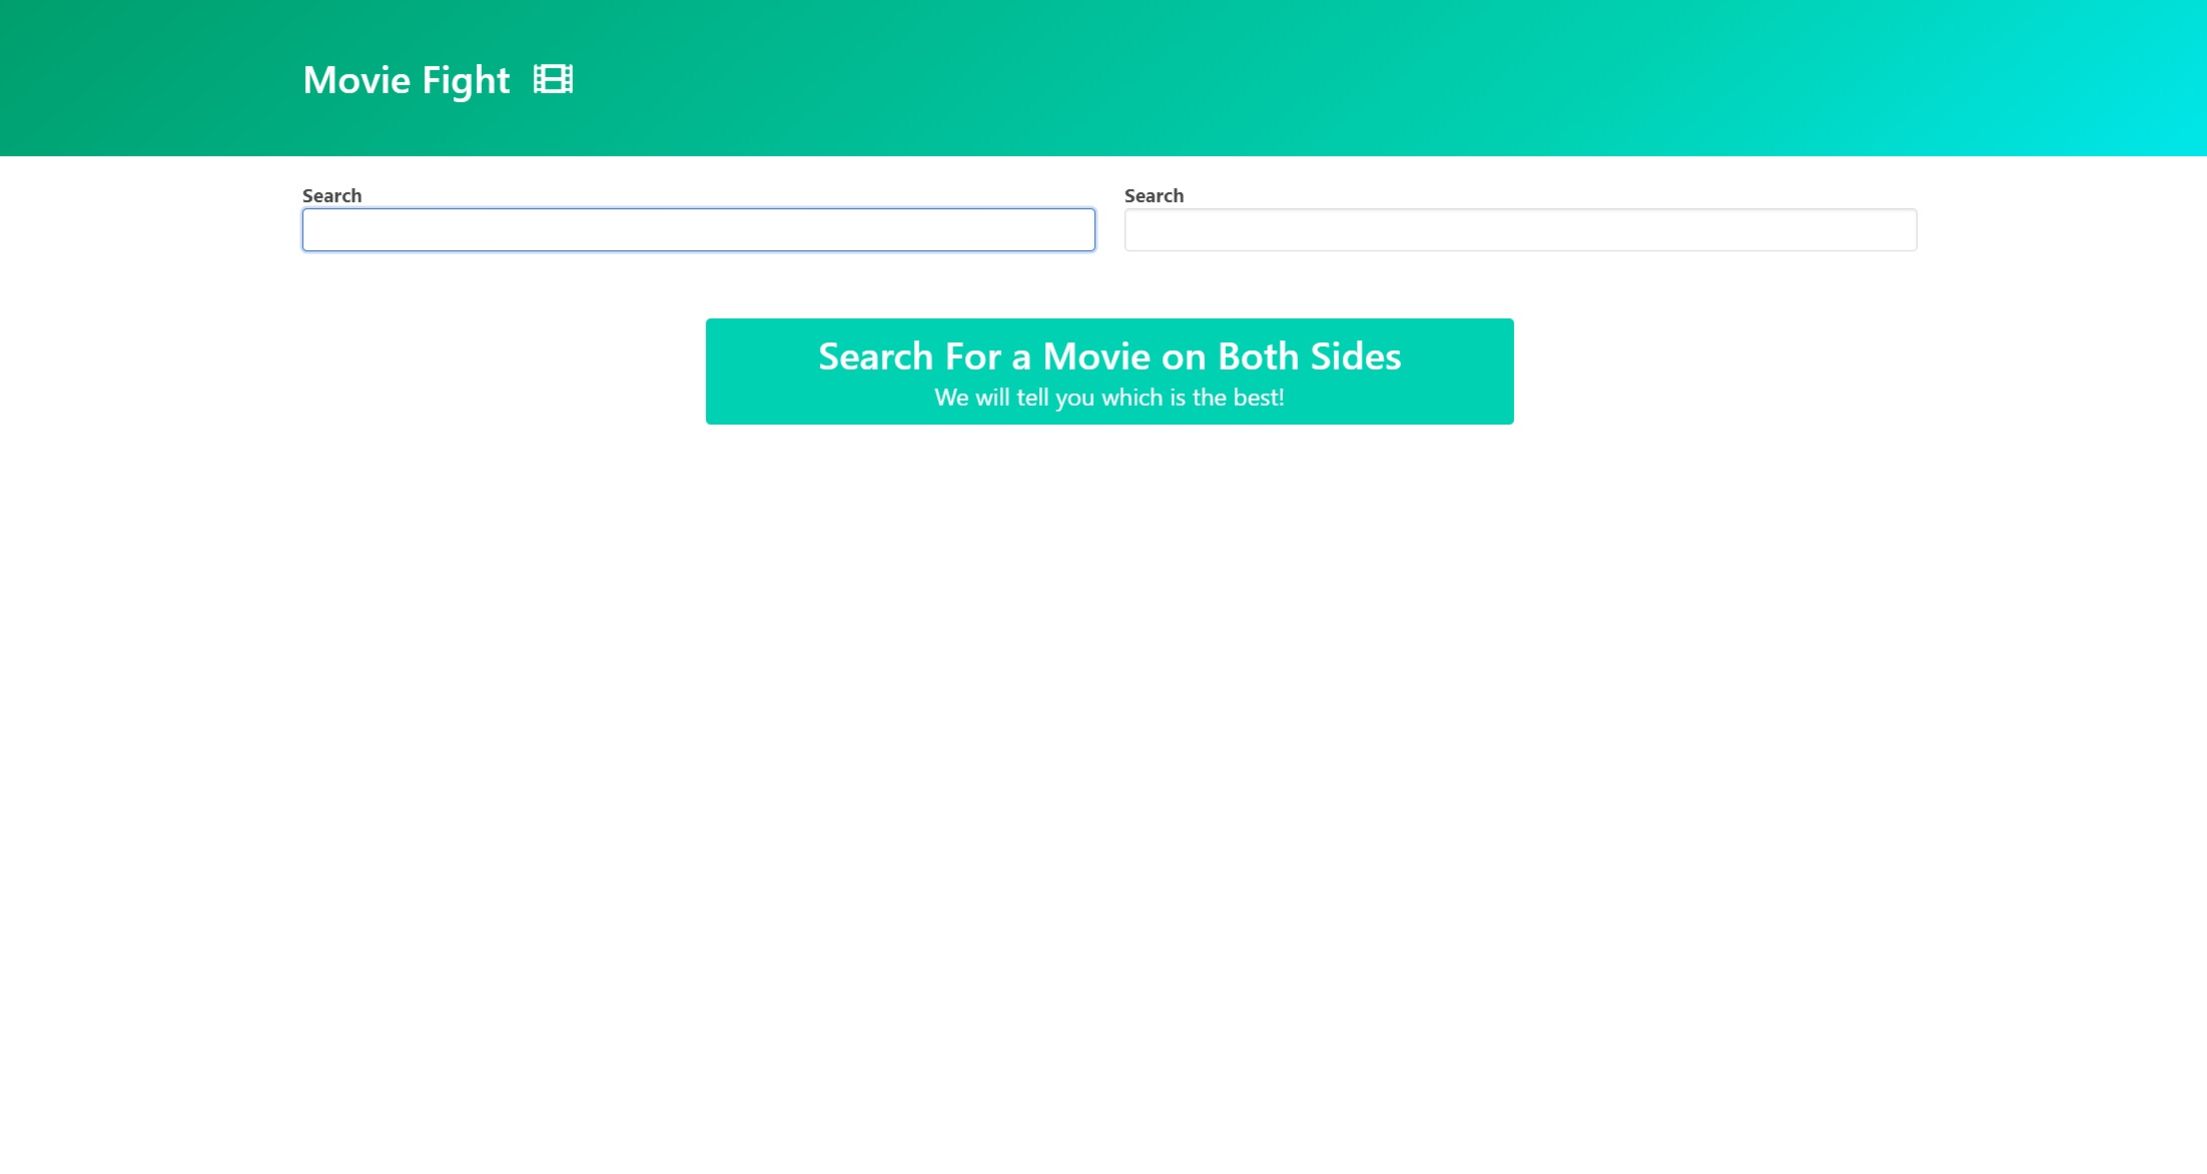 Movie Fight
Search
Search
Search For a Movie on Both Sides
We will tell you which is the best!